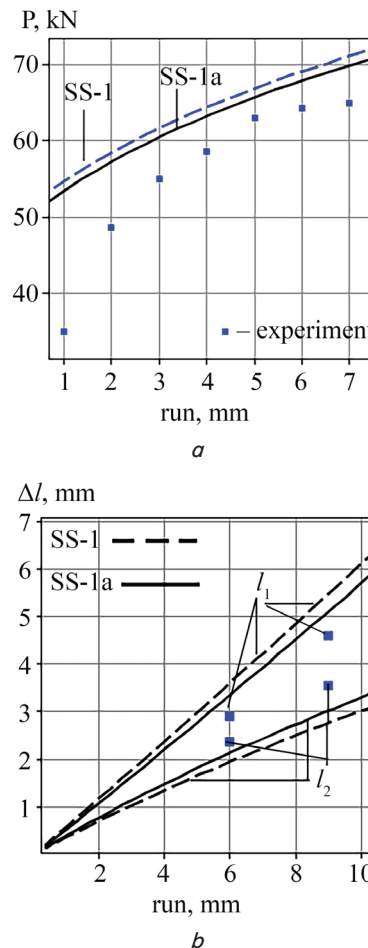 P, kN
70
SS-1
SS-1a
60
50
40
– experiment
1 2 3 4 5 6 7
run, mm
a
Δl, mm
7
SS-1
6
SS-1a
5
l1
4
3
2
l2
1
2 4 6 8 10
run, mm
b